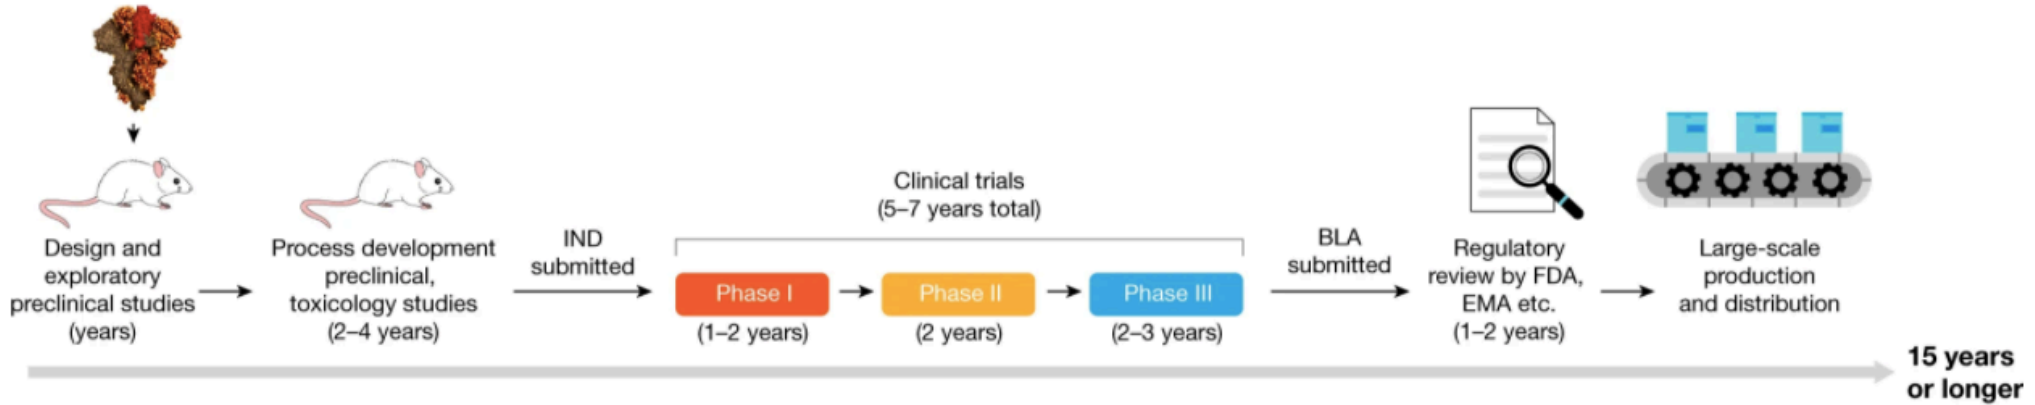 Design and
exploratory
preclinical studies
(years)
Process development
preclinical,
toxicology studies
(2–4 years)
IND
submitted
Clinical trials
(5–7 years total)
Phase I
(1–2 years)
Phase II
(2 years)
Phase III
(2–3 years)
BLA
submitted
Regulatory
review by FDA,
EMA etc.
(1–2 years)
Large-scale
production
and distribution
15 years
or longer